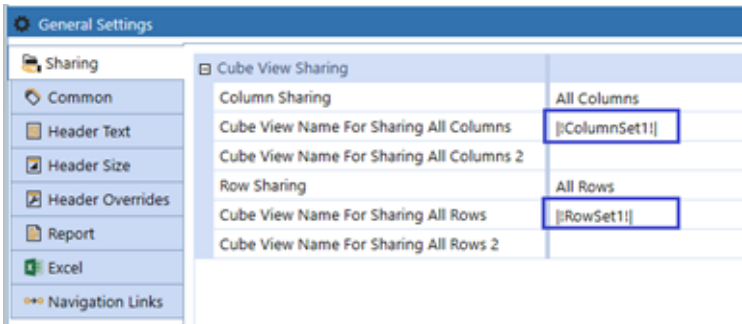 General Settings
Sharing
Common
Header Text
Header Size
Header Overrides
Report
Excel
Navigation Links
Cube View Sharing
Column Sharing All Columns
Cube View Name For Sharing All Columns |!ColumnSet1!|
Cube View Name For Sharing All Columns 2
Row Sharing All Rows
Cube View Name For Sharing All Rows |!RowSet1!|
Cube View Name For Sharing All Rows 2